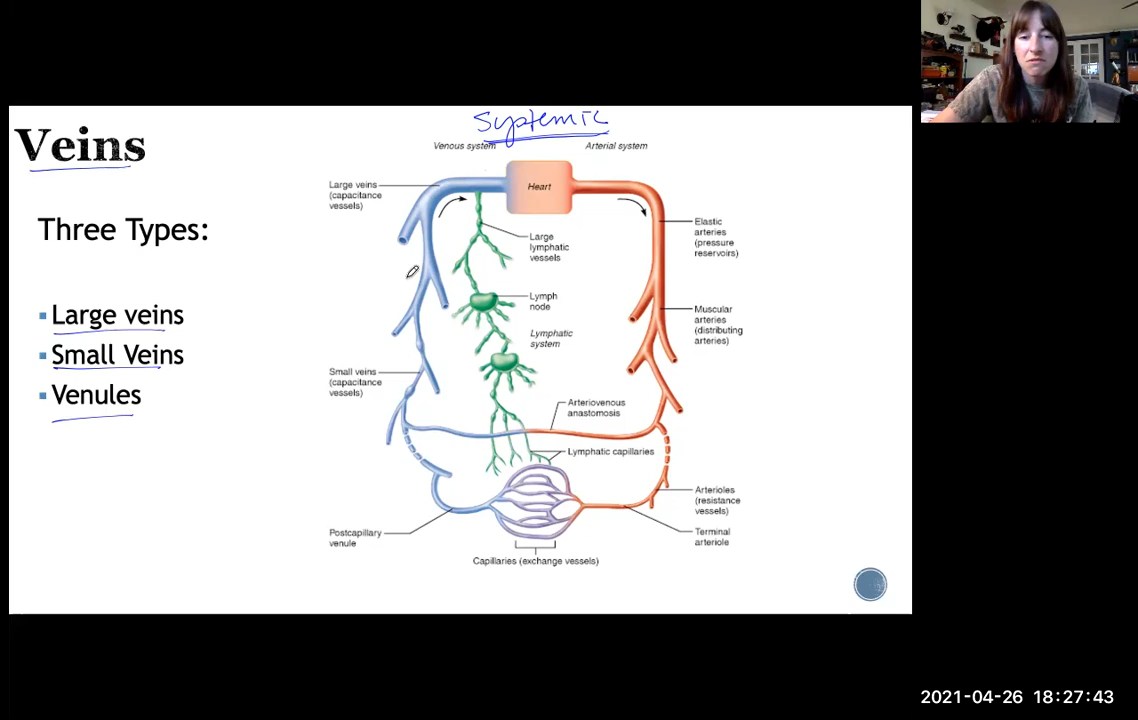 Systemic
Veins
Three Types:
Large veins
Small Veins
Venules
Venous system
Arterial system
Heart
Large veins
(capacitance
vessels)
Large
lymphatic
vessels
Elastic
arteries
(pressure
reservoirs)
Lymph
node
Lymphatic
system
Muscular
arteries
(distributing
arteries)
Small veins
(capacitance
vessels)
Arteriovenous
anastomosis
Lymphatic capillaries
Arterioles
(resistance
vessels)
Postcapillary
venule
Terminal
arteriole
Capillaries (exchange vessels)
2021-04-26 18:27:43